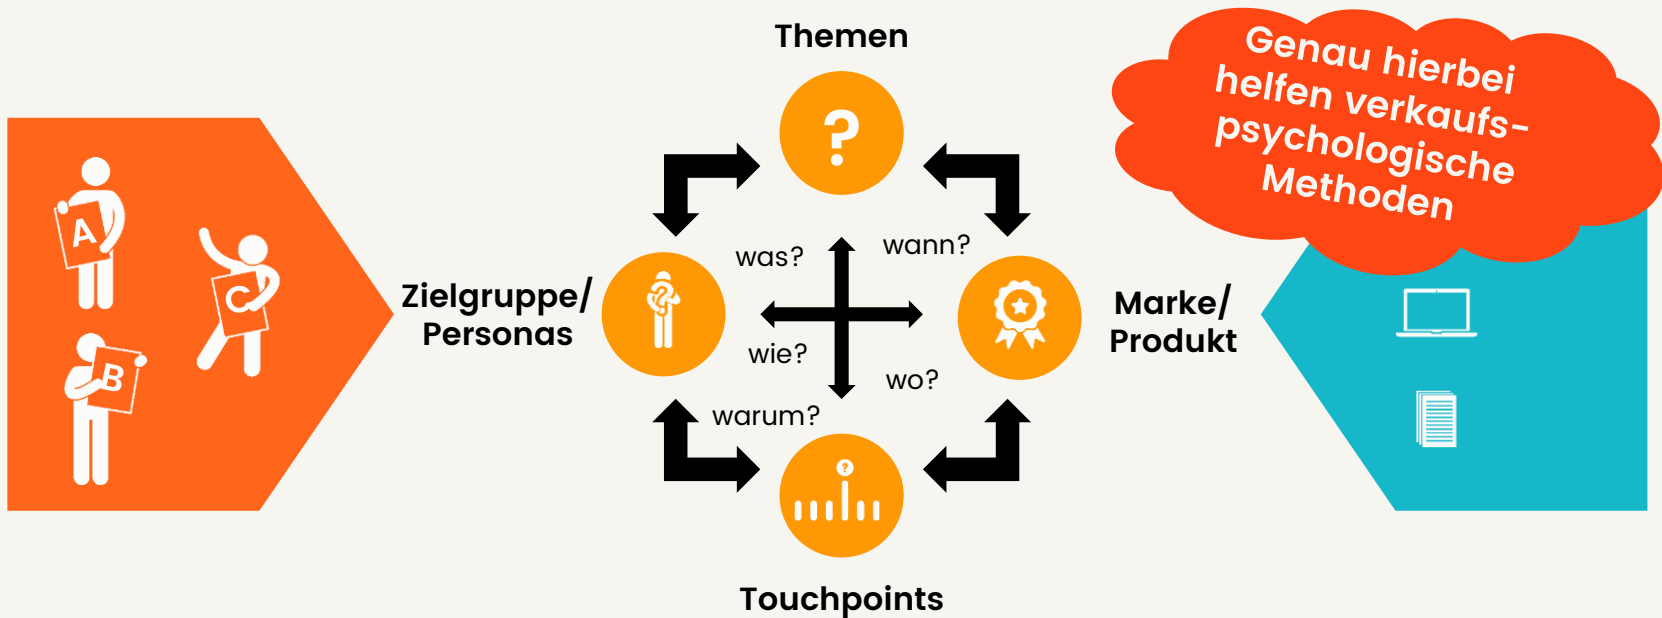 Themen
Genau hierbei
helfen verkaufs-
psychologische
Methoden
?
A
C
B
Zielgruppe/
Personas
?
was?
wann?
wie?
wo?
warum?
Marke/
Produkt
?
Touchpoints